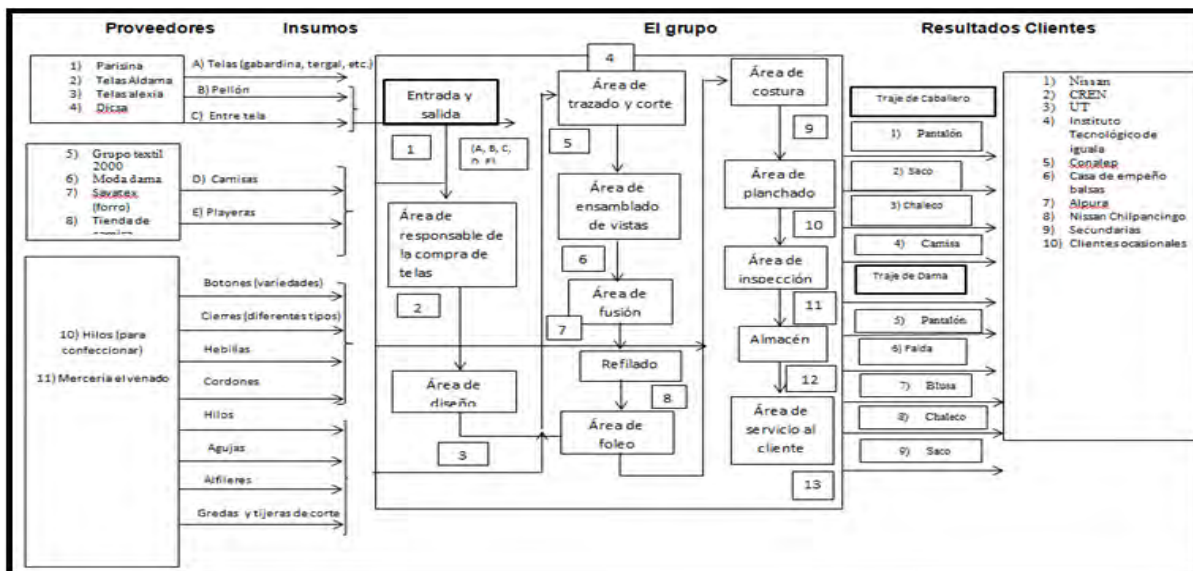 Proveedores
Insumos
El grupo
Resultados Clientes
1) Parisina
2) Telas Aldama
3) Telas alexia
4) Dicsa
A) Telas (gabardina, tergal, etc.)
B) Pellón
C) Entre tela
5) Grupo textil
2000
6) Moda dama
7) Savatex
(forro)
8) Tienda de
D) Camisas
E) Playeras
10) Hilos (para
confeccionar)
11) Mercería el venado
Botones (variedades)
Cierres (diferentes tipos)
Hebillas
Cordones
Hilos
Agujas
Alfileres
Gredas y tijeras de corte
Entrada y
salida
1
(A, B, C,
Área de
responsable de
la compra de
telas
2
Área de
diseño
3
4
Área de
trazado y corte
5
Área de
ensamblado
de vistas
6
Área de
fusión
7
Refilado
8
Área de
foleo
Área de
costura
9
Área de
planchado
10
Área de
inspección
11
Almacén
12
Área de
servicio al
cliente
13
Traje de Caballero
1) Pantalón
2) Saco
3) Chaleco
4) Camisa
Traje de Dama
5) Pantalón
6) Falda
7) Blusa
8) Chaleco
9) Saco
1) Nissan
2) CREN
3) UT
4) Instituto
Tecnológico de
iguala
5) Conalep
6) Casa de empeño
balsas
7) Alpura
8) Nissan Chilpancingo
9) Secundarias
10) Clientes ocasionales